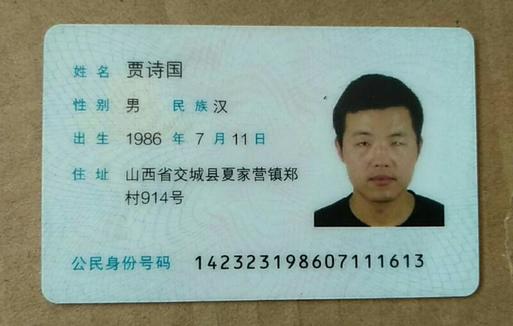 姓名 贾诗国
性别 男 民族 汉
出生 1986 年 7 月 11 日
住址 山西省交城县夏家营镇郑
村914号
公民身份号码 142323198607111613